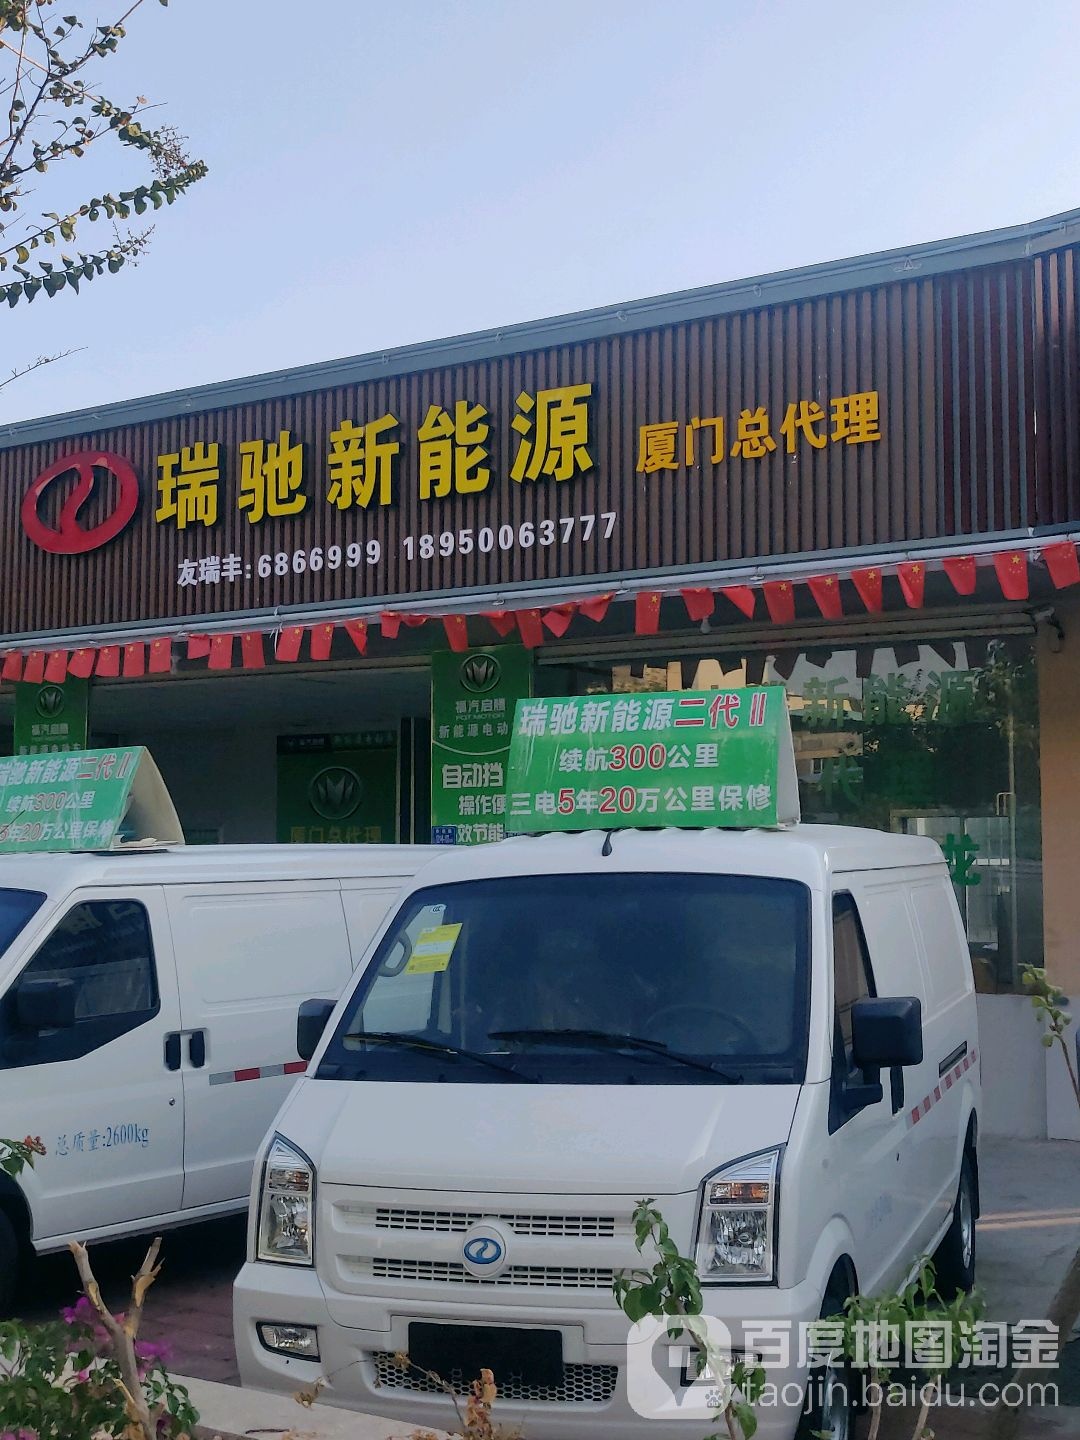 瑞驰新能源 厦门总代理
友瑞丰:6866999 18950063777
福汽启腾
FQT MOTOR
新能源电动
自动挡
操作便
效节能
厦门总代理
新能源
瑞驰新能源二代Ⅱ
续航300公里
三电5年20万公里保修
瑞驰新能源二代Ⅱ
续航300公里
5年20万公里保修
总质量:2600kg
百度地图淘金
taojin.baidu.com